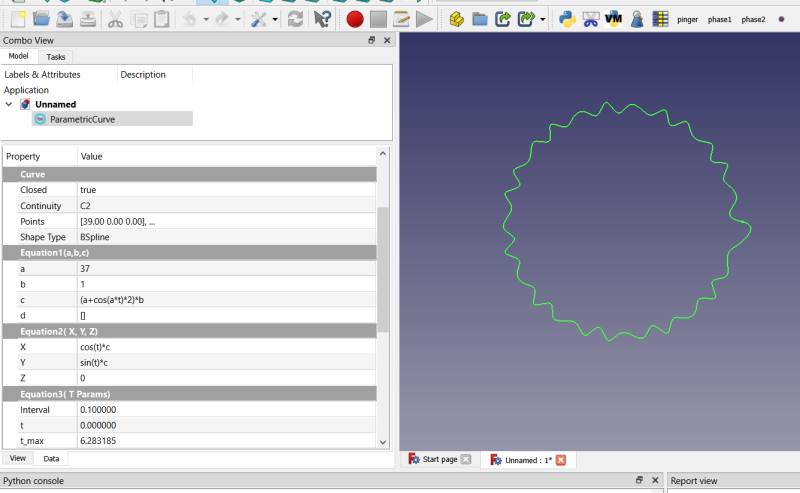 VM
pinger phase1 phase2
Combo View
Model Tasks
Labels & Attributes Description
Application
Unnamed
ParametricCurve
Property Value
Curve
Closed true
Continuity C2
Points [39.00 0.00 0.00], ...
Shape Type BSpline
Equation1(a,b,c)
a 37
b 1
c (a+cos(a*t)*2)*b
d []
Equation2( X, Y, Z)
X cos(t)*c
Y sin(t)*c
Z 0
Equation3( T Params)
Interval 0.100000
t 0.000000
t_max 6.283185
View Data
Start page Unnamed : 1*
Python console Report view